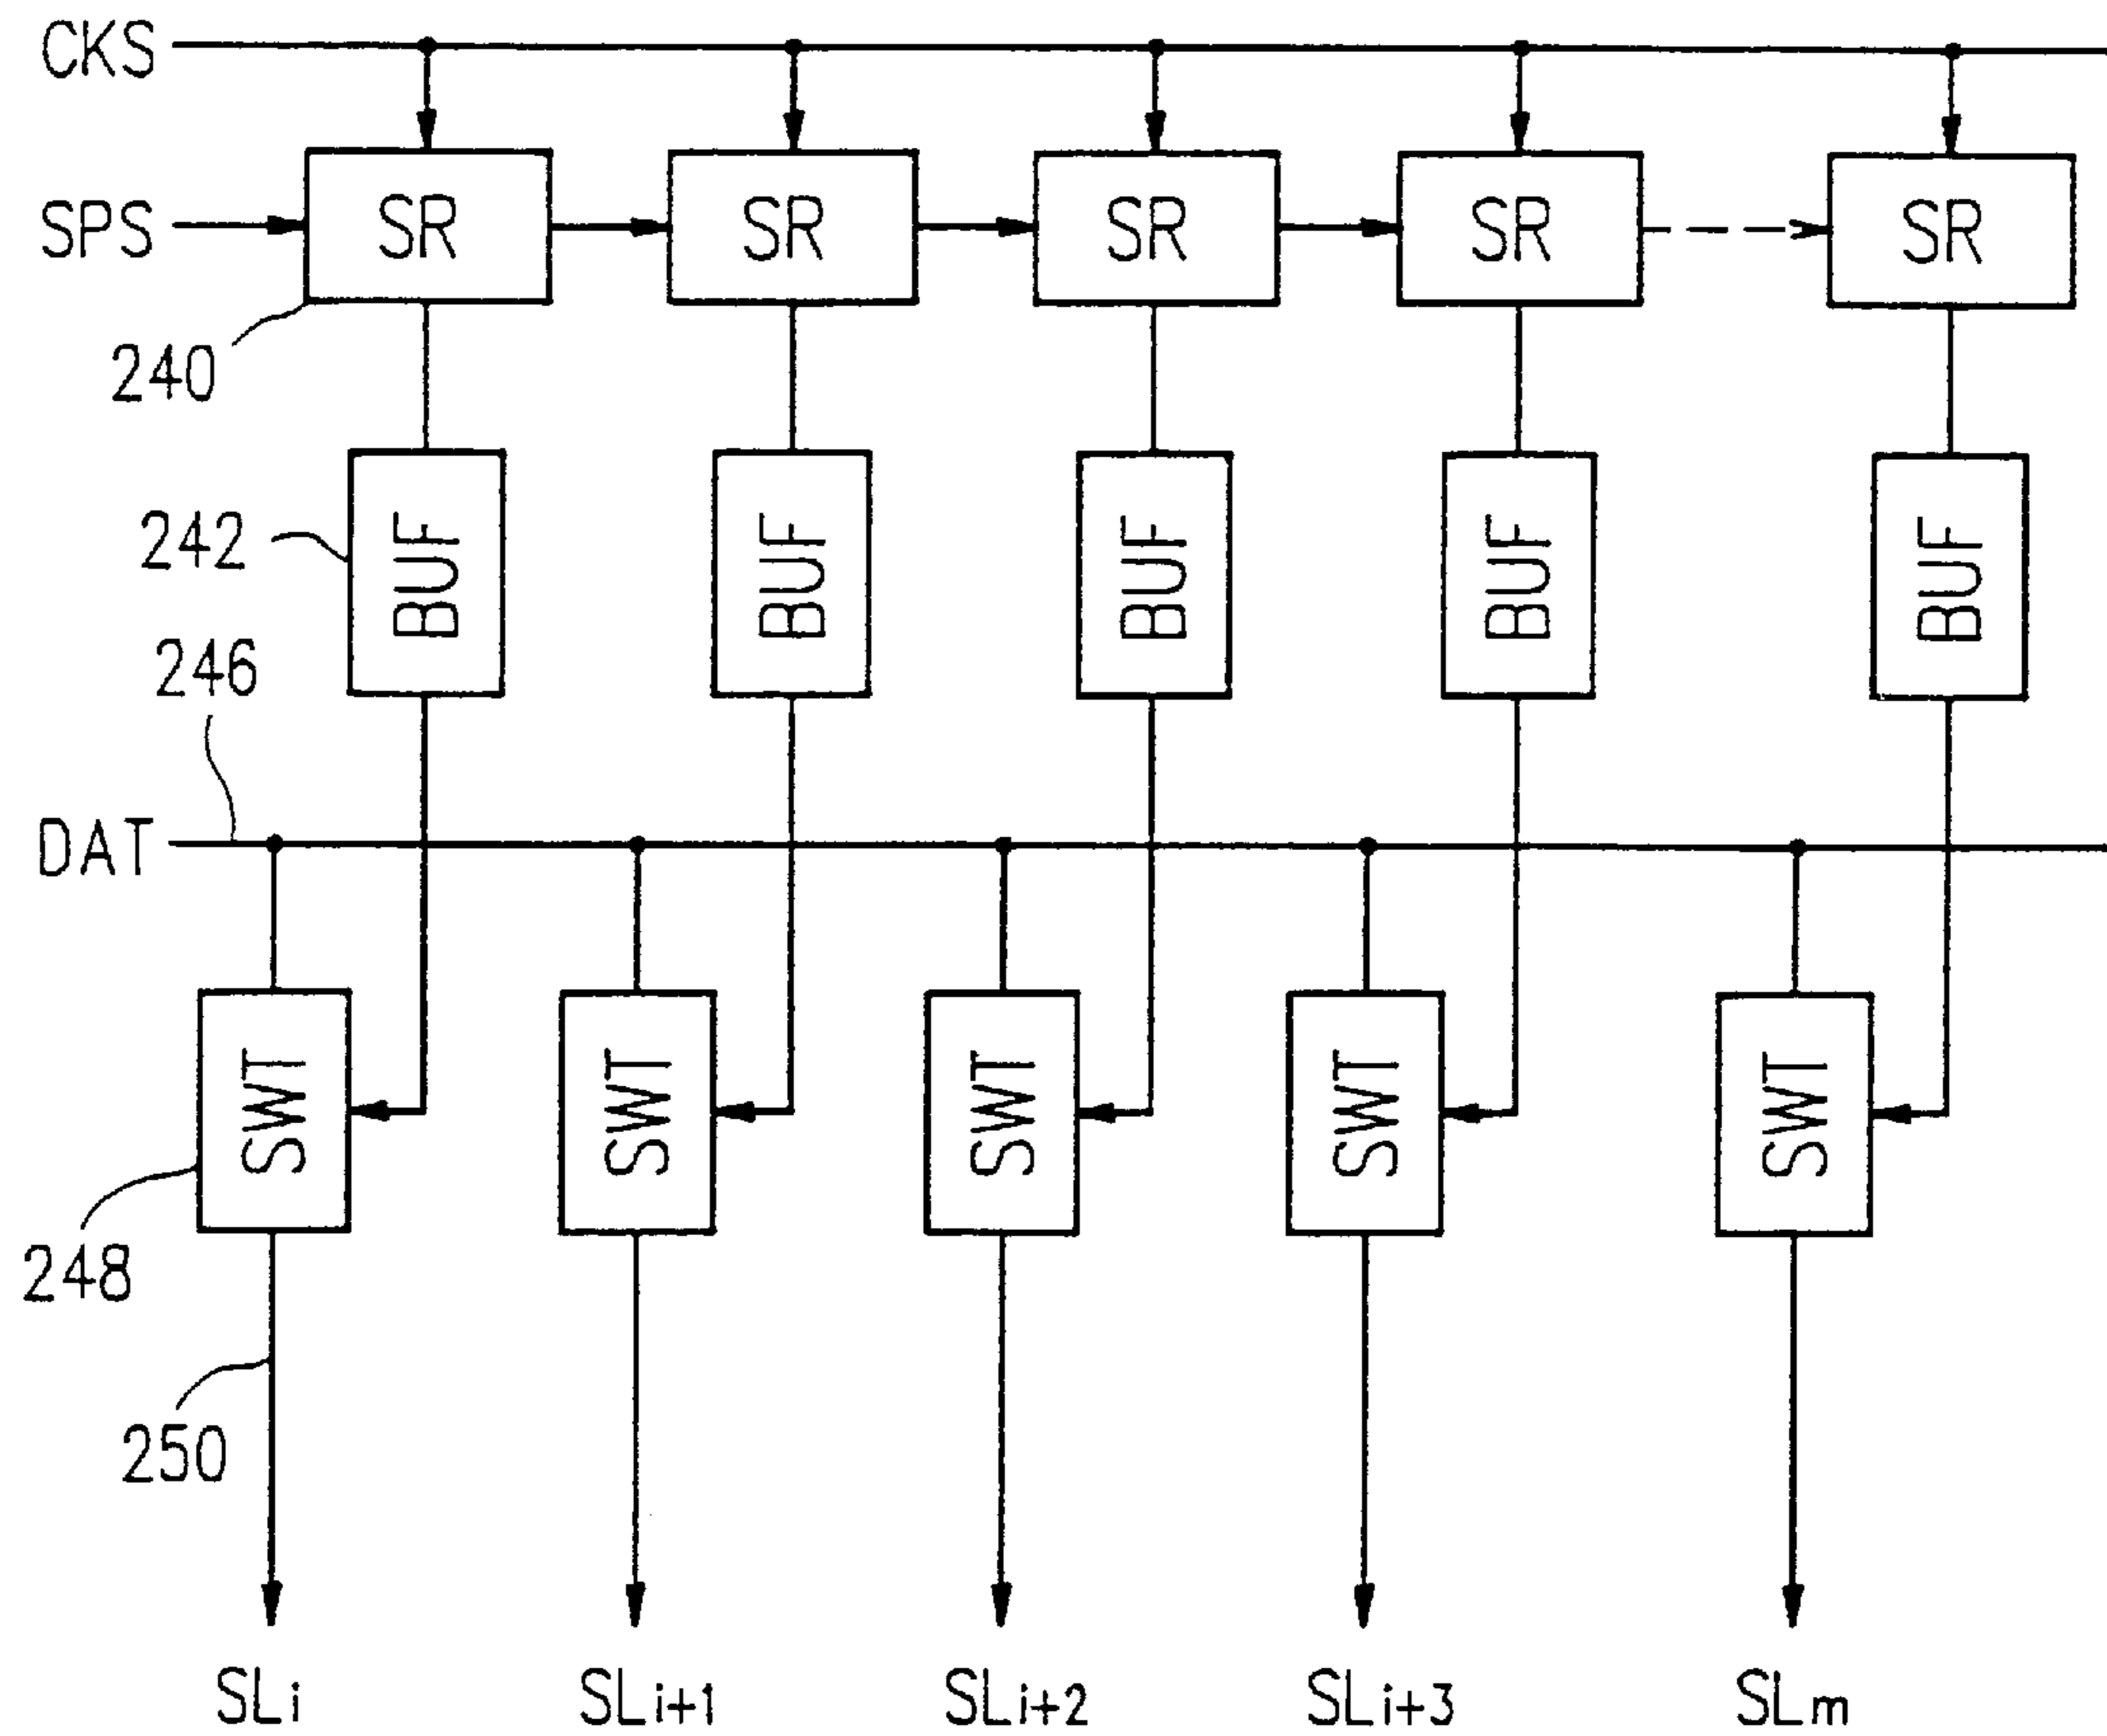 CKS
SPS SR SR SR SR SR
240
242 BUF BUF BUF BUF BUF
246
DAT
SWT SWT SWT SWT SWT
248
250
SLi SLi+1 SLi+2 SLi+3 SLm